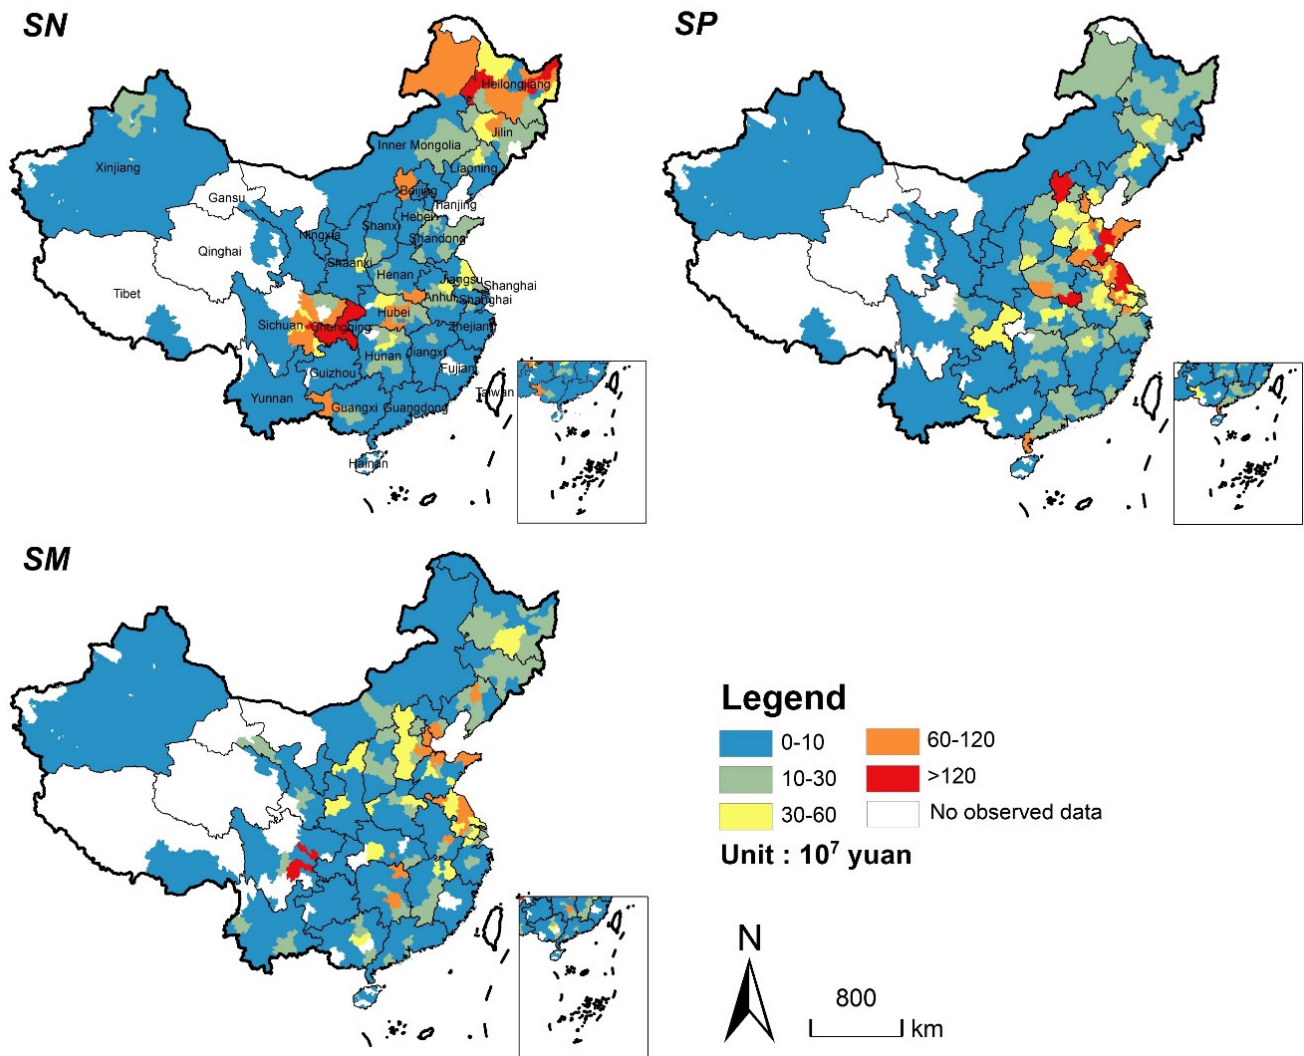 SN
Heilongjiang
Jilin
Inner Mongolia
Liaoning
Xinjiang
Beijing
Gansu
Tianjing
Hebei
Shanxi
Ningxia
Shandong
Qinghai
Shaanxi
Henan
Jiangsu
Shanghai
Anhui
Shanghai
Tibet
Hubei
Sichuan
Chongqing
Zhejiang
Hunan
Jiangxi
Guizhou
Fujian
Yunnan
Taiwan
Guangxi
Guangdong
Hainan
SP
SM
Legend
0-10
60-120
10-30
>120
30-60
No observed data
Unit : 10⁷ yuan
N
800
km